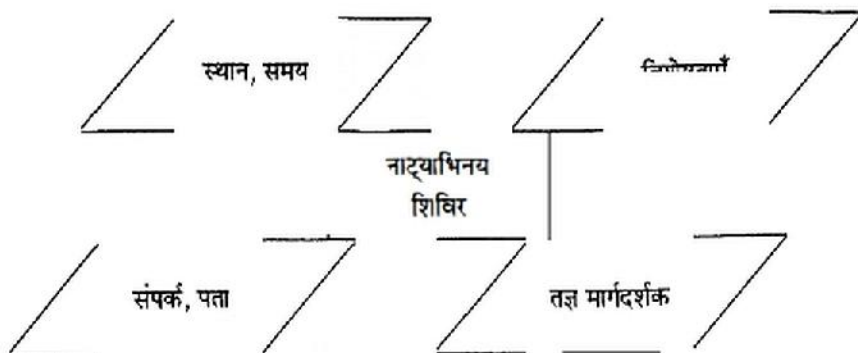 स्थान, समय
नाट्याभिनय
शिविर
संपर्क, पता
तज्ञ मार्गदर्शक